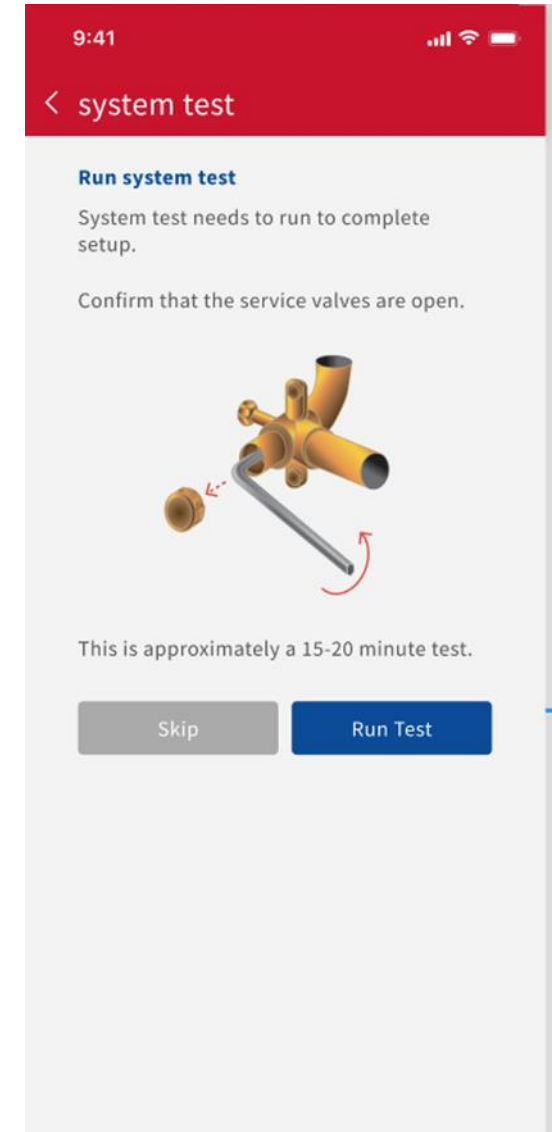 9:41
system test
Run system test
System test needs to run to complete
setup.
Confirm that the service valves are open.
This is approximately a 15-20 minute test.
Skip
Run Test